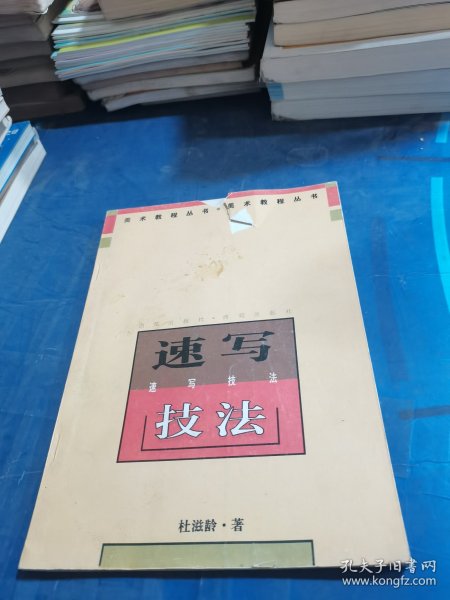 美术教程丛书·美术教程丛书
速写
速写技法
技法
杜滋龄·著
孔夫子旧书网
www.kongfz.com